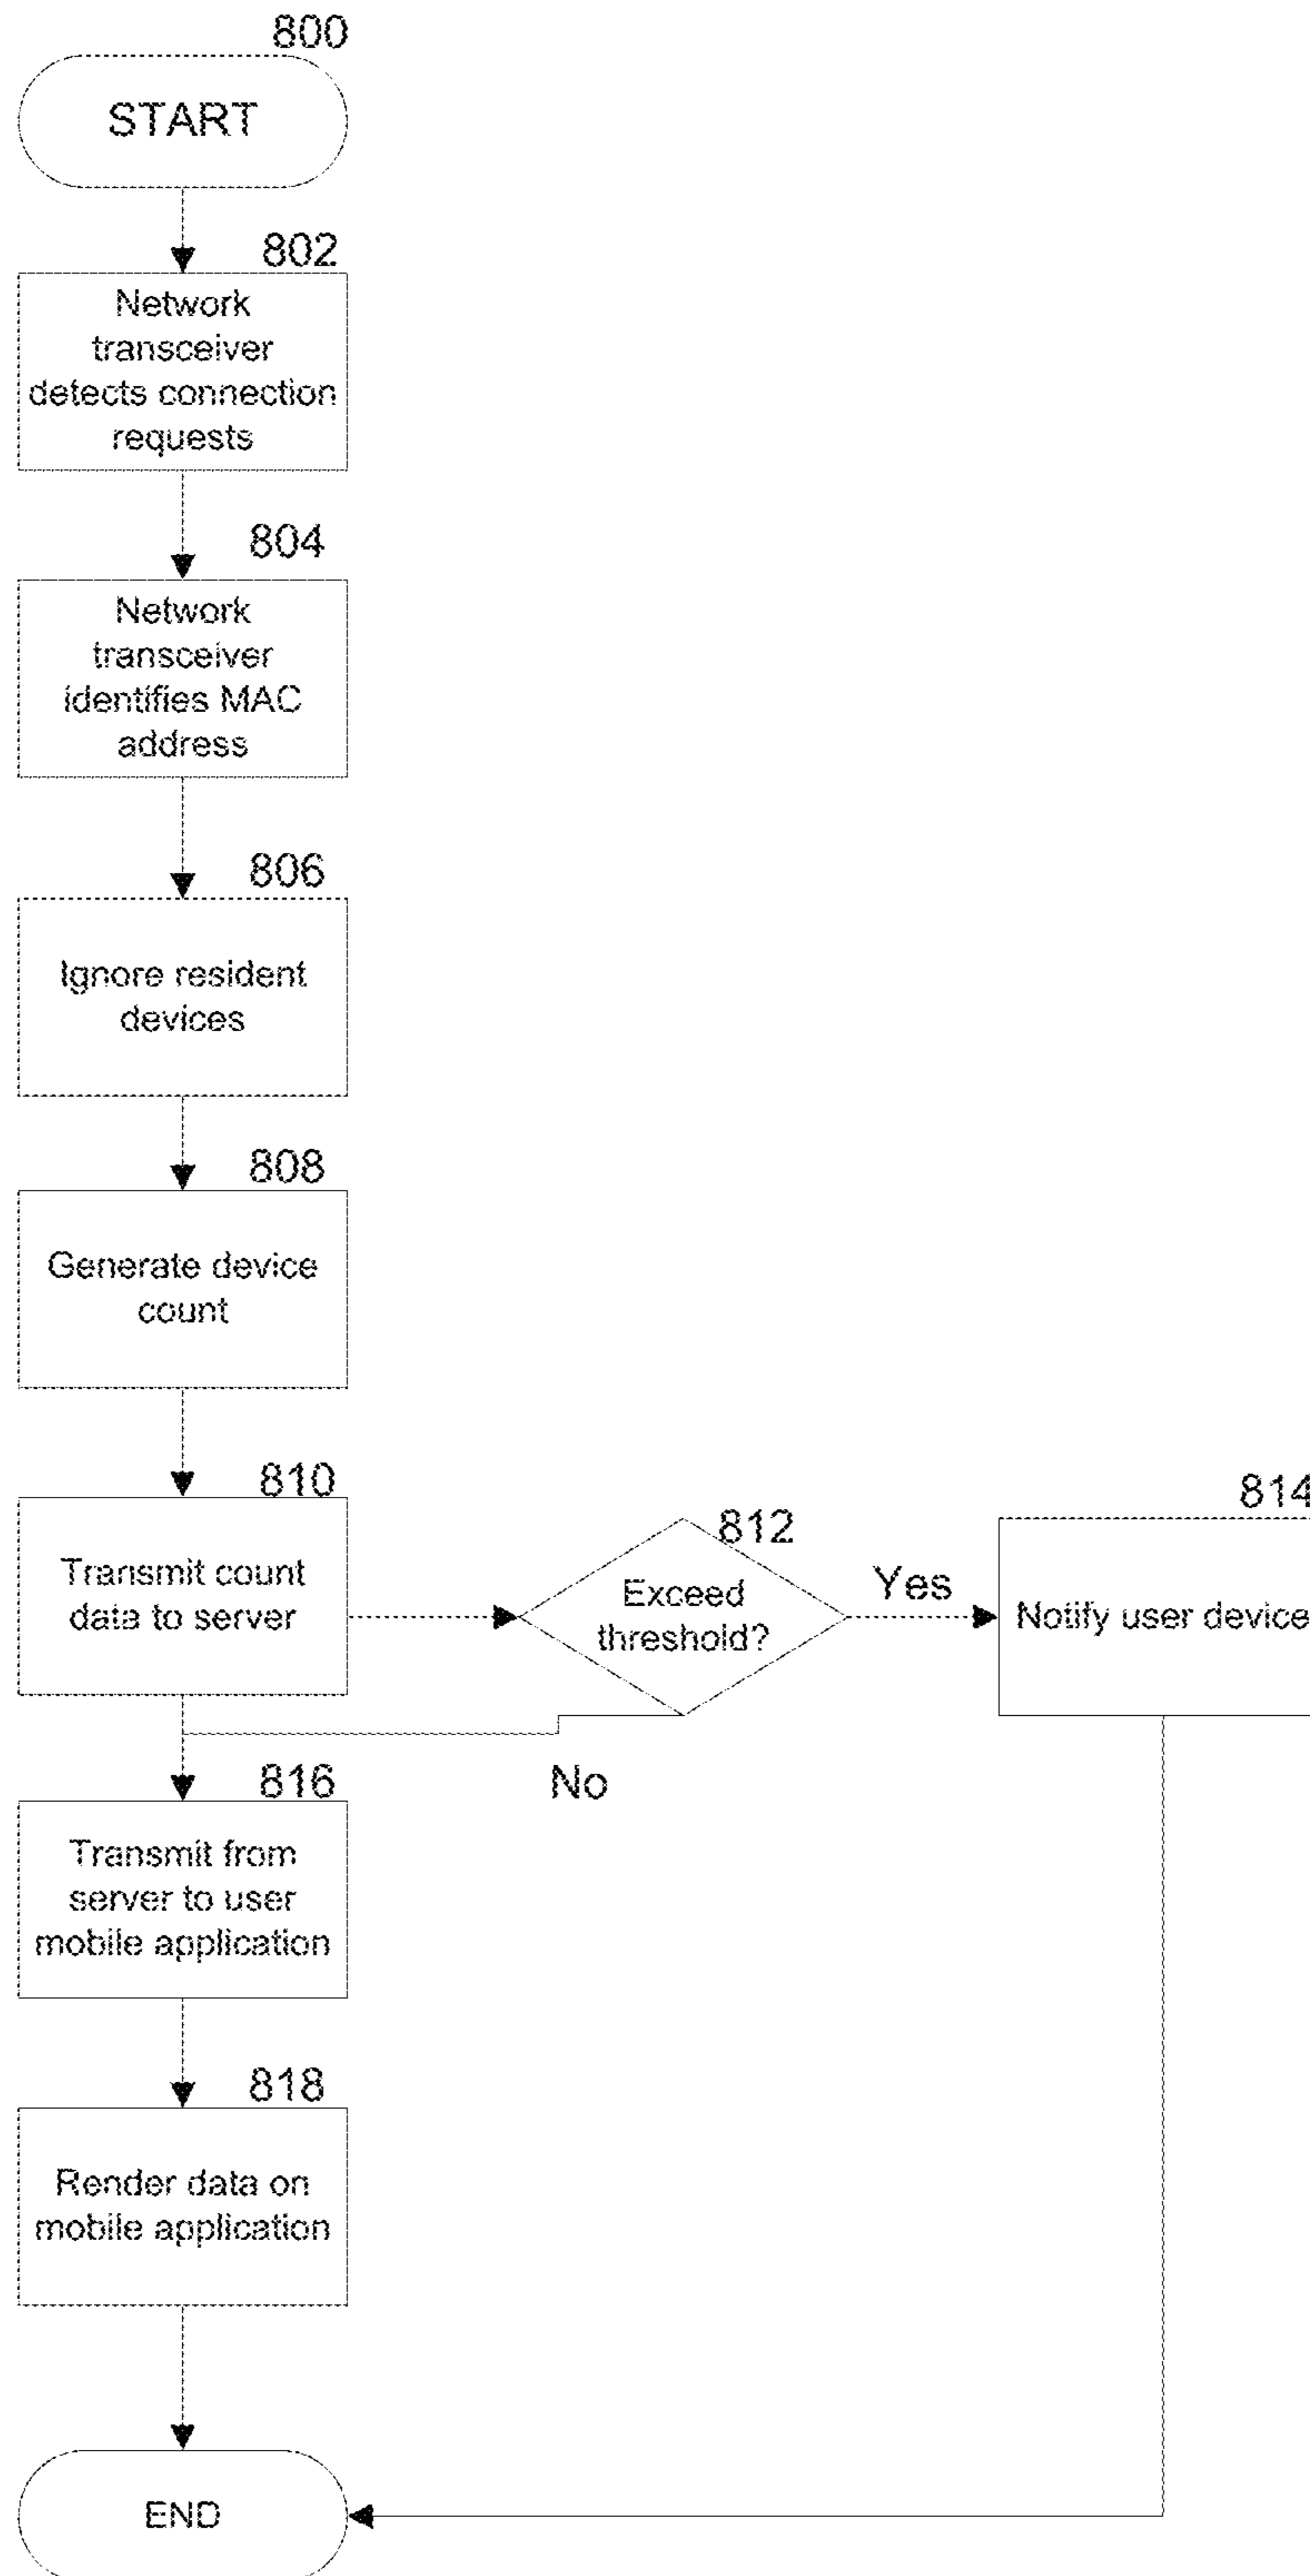 800
START
802
Network
transceiver
detects connection
requests
804
Network
transceiver
identifies MAC
address
806
Ignore resident
devices
808
Generate device
count
810
Transmit count
data to server
812
Exceed
threshold?
Yes
814
Notify user device
No
816
Transmit from
server to user
mobile application
818
Render data on
mobile application
END